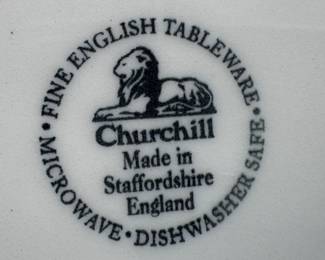 • FINE ENGLISH TABLEWARE •
Churchill
Made in
Staffordshire
England
MICROWAVE • DISHWASHER SAFE •